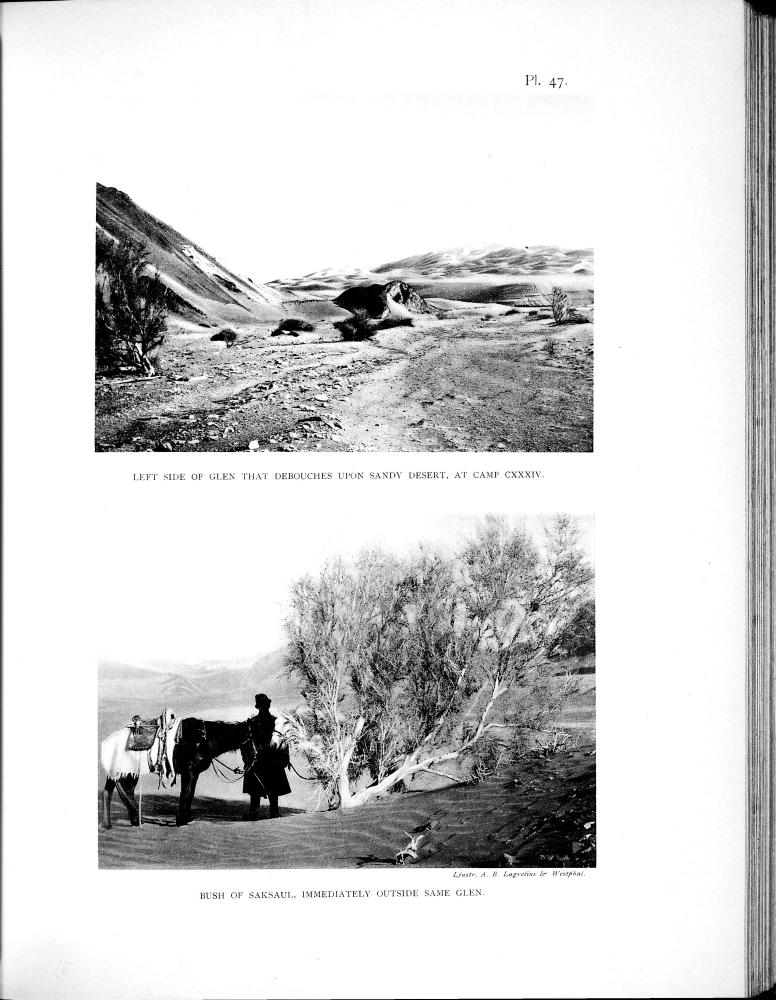 Pl. 47.
LEFT SIDE OF GLEN THAT DEBOUCHES UPON SANDY DESERT, AT CAMP CXXXIV.
Ljustr. A. B. Lagrelius & Westphal.
BUSH OF SAKSAUL, IMMEDIATELY OUTSIDE SAME GLEN.